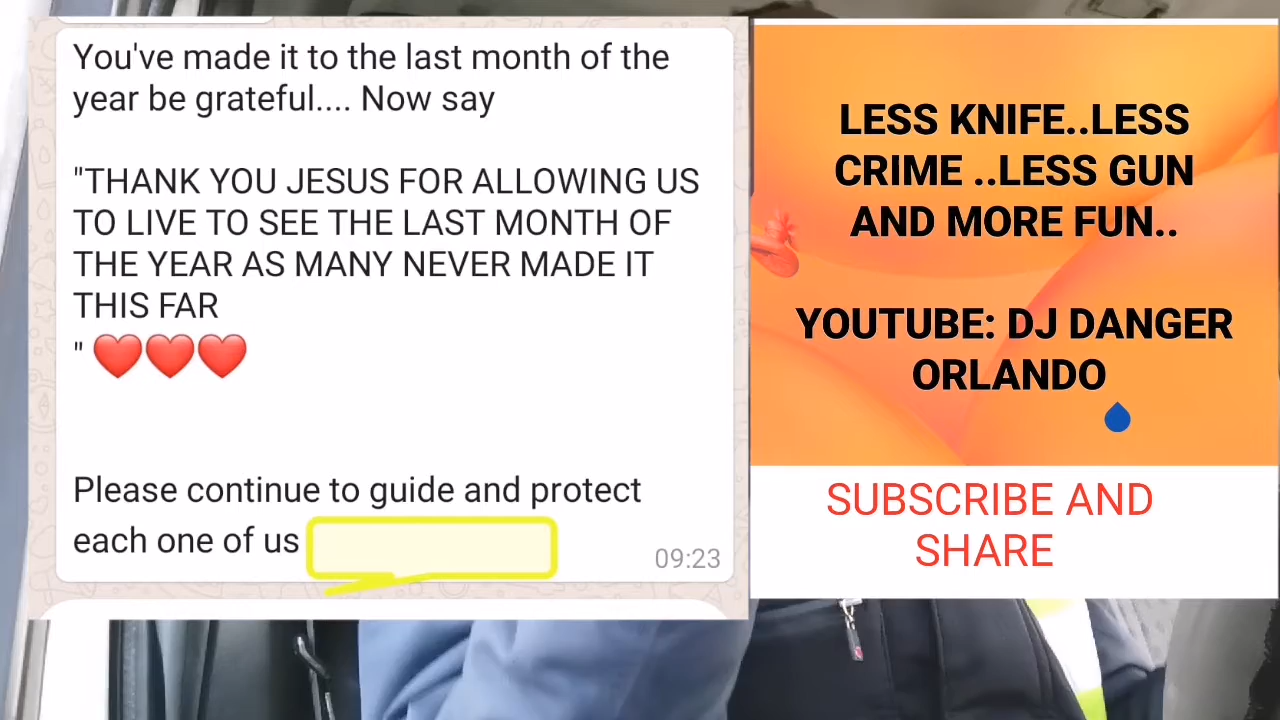 You've made it to the last month of the
year be grateful.... Now say
"THANK YOU JESUS FOR ALLOWING US
TO LIVE TO SEE THE LAST MONTH OF
THE YEAR AS MANY NEVER MADE IT
THIS FAR
" ❤️❤️❤️
Please continue to guide and protect
each one of us
09:23
LESS KNIFE..LESS
CRIME ..LESS GUN
AND MORE FUN..
YOUTUBE: DJ DANGER
ORLANDO
SUBSCRIBE AND
SHARE